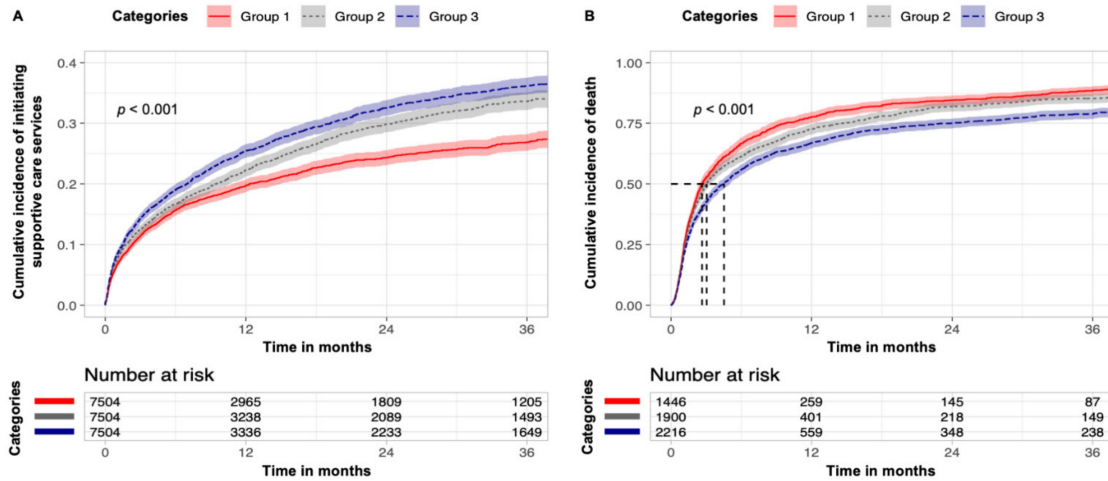 A
Categories Group 1 Group 2 Group 3
Cumulative incidence of initiating
supportive care services
0.4
0.3
0.2
0.1
0.0
p < 0.001
0 12 24 36
Time in months
Number at risk
Categories
7504 2965 1809 1205
7504 3238 2089 1493
7504 3336 2233 1649
0 12 24 36
Time in months
B
Categories Group 1 Group 2 Group 3
Cumulative incidence of death
1.00
0.75
0.50
0.25
0.00
p < 0.001
0 12 24 36
Time in months
Number at risk
Categories
1446 259 145 87
1900 401 218 149
2216 559 348 238
0 12 24 36
Time in months